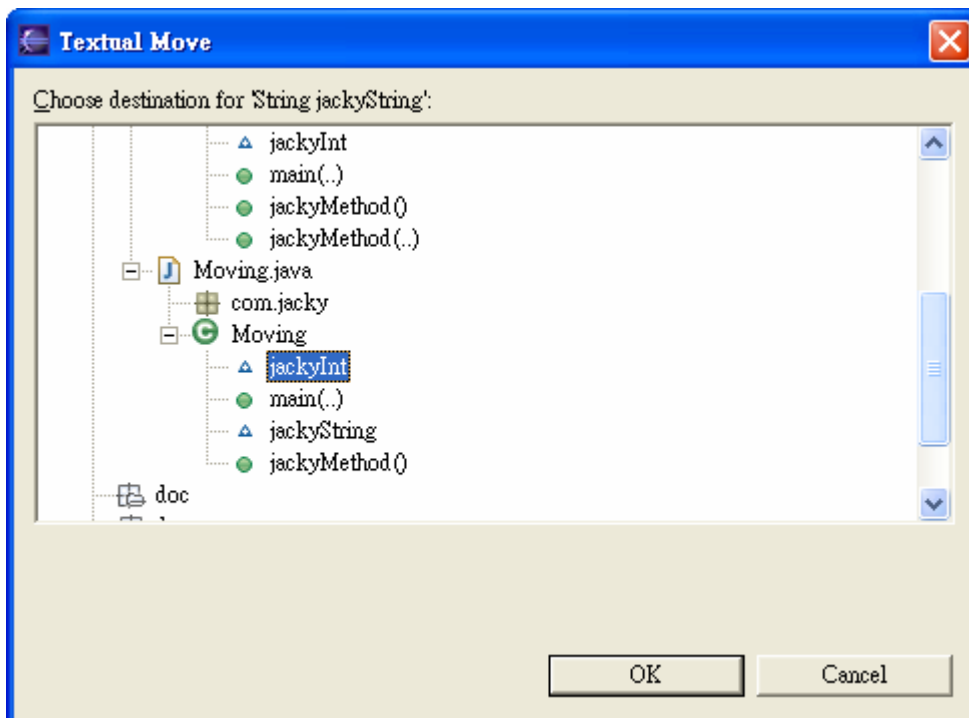 Textual Move
Choose destination for 'String jackyString':
jackyInt
main(..)
jackyMethod()
jackyMethod(..)
Moving.java
com.jacky
Moving
jackyInt
main(..)
jackyString
jackyMethod()
doc
OK Cancel